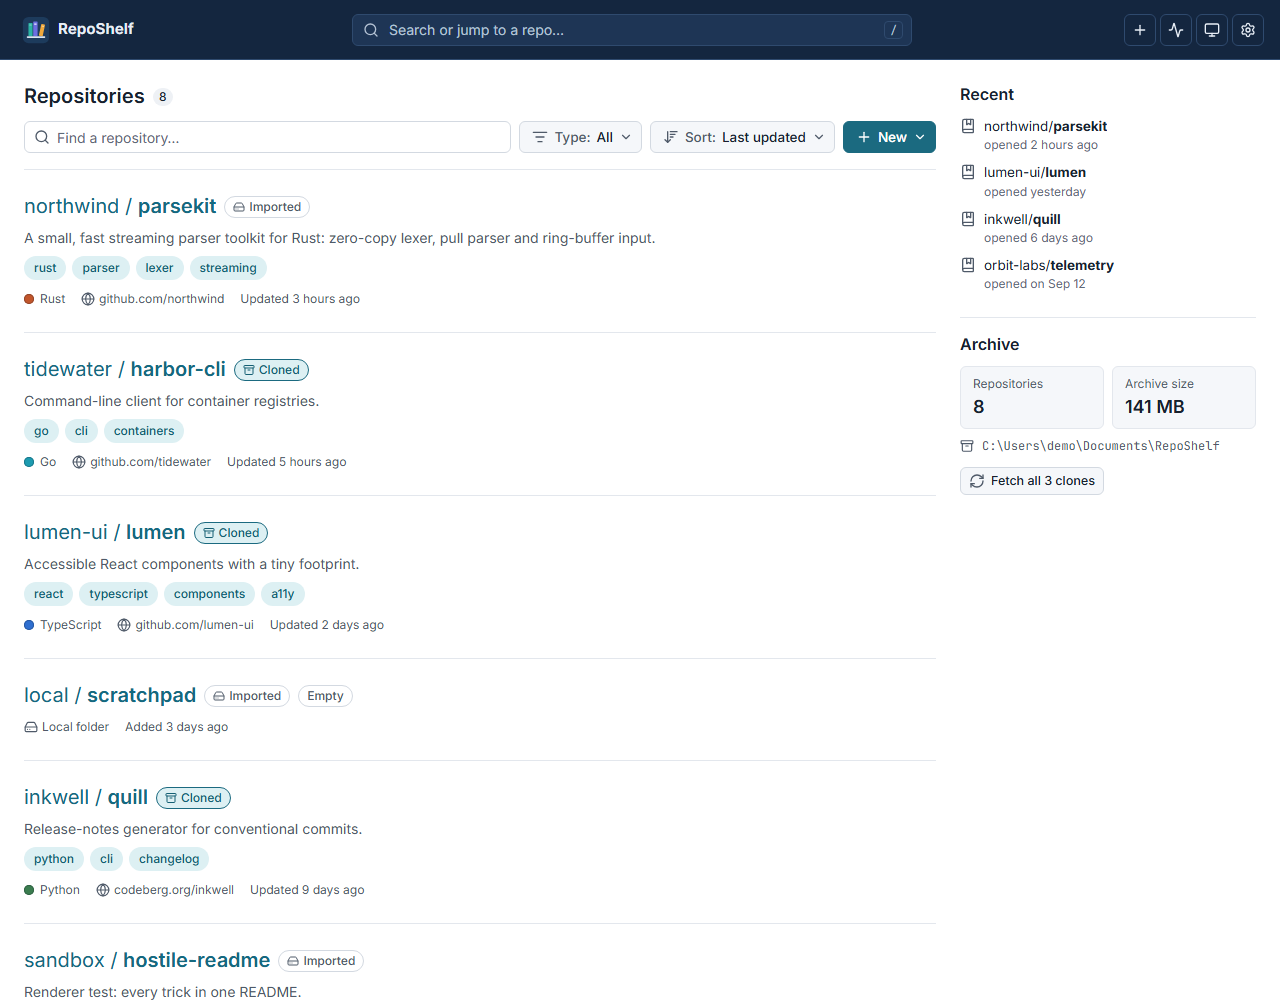 RepoShelf
Search or jump to a repo...
/
Repositories 8
Find a repository...
Type: All
Sort: Last updated
New
northwind / parsekit Imported
A small, fast streaming parser toolkit for Rust: zero-copy lexer, pull parser and ring-buffer input.
rust parser lexer streaming
Rust github.com/northwind Updated 3 hours ago
tidewater / harbor-cli Cloned
Command-line client for container registries.
go cli containers
Go github.com/tidewater Updated 5 hours ago
lumen-ui / lumen Cloned
Accessible React components with a tiny footprint.
react typescript components a11y
TypeScript github.com/lumen-ui Updated 2 days ago
local / scratchpad Imported Empty
Local folder Added 3 days ago
inkwell / quill Cloned
Release-notes generator for conventional commits.
python cli changelog
Python codeberg.org/inkwell Updated 9 days ago
sandbox / hostile-readme Imported
Renderer test: every trick in one README.
Recent
northwind/parsekit
opened 2 hours ago
lumen-ui/lumen
opened yesterday
inkwell/quill
opened 6 days ago
orbit-labs/telemetry
opened on Sep 12
Archive
Repositories
8
Archive size
141 MB
C:\Users\demo\Documents\RepoShelf
Fetch all 3 clones